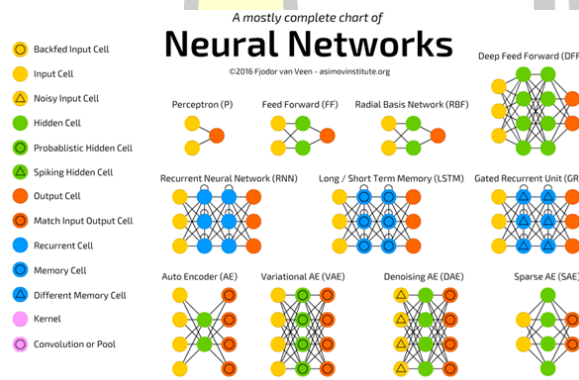 A mostly complete chart of
Neural Networks
©2016 Fjodor van Veen - asimovinstitute.org
Backfed Input Cell
Input Cell
Noisy Input Cell
Hidden Cell
Probablistic Hidden Cell
Spiking Hidden Cell
Output Cell
Match Input Output Cell
Recurrent Cell
Memory Cell
Different Memory Cell
Kernel
Convolution or Pool
Deep Feed Forward (DFF
Perceptron (P)
Feed Forward (FF)
Radial Basis Network (RBF)
Recurrent Neural Network (RNN)
Long / Short Term Memory (LSTM)
Gated Recurrent Unit (GR
Auto Encoder (AE)
Variational AE (VAE)
Denoising AE (DAE)
Sparse AE (SAE